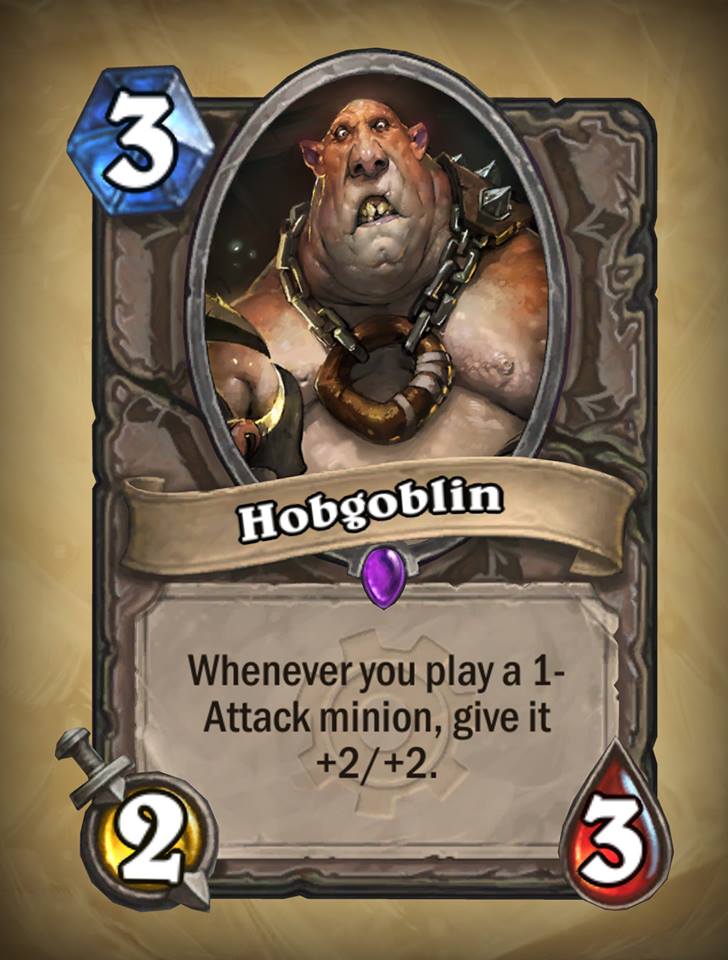 3
Hobgoblin
Whenever you play a 1-
Attack minion, give it
+2/+2.
2
3